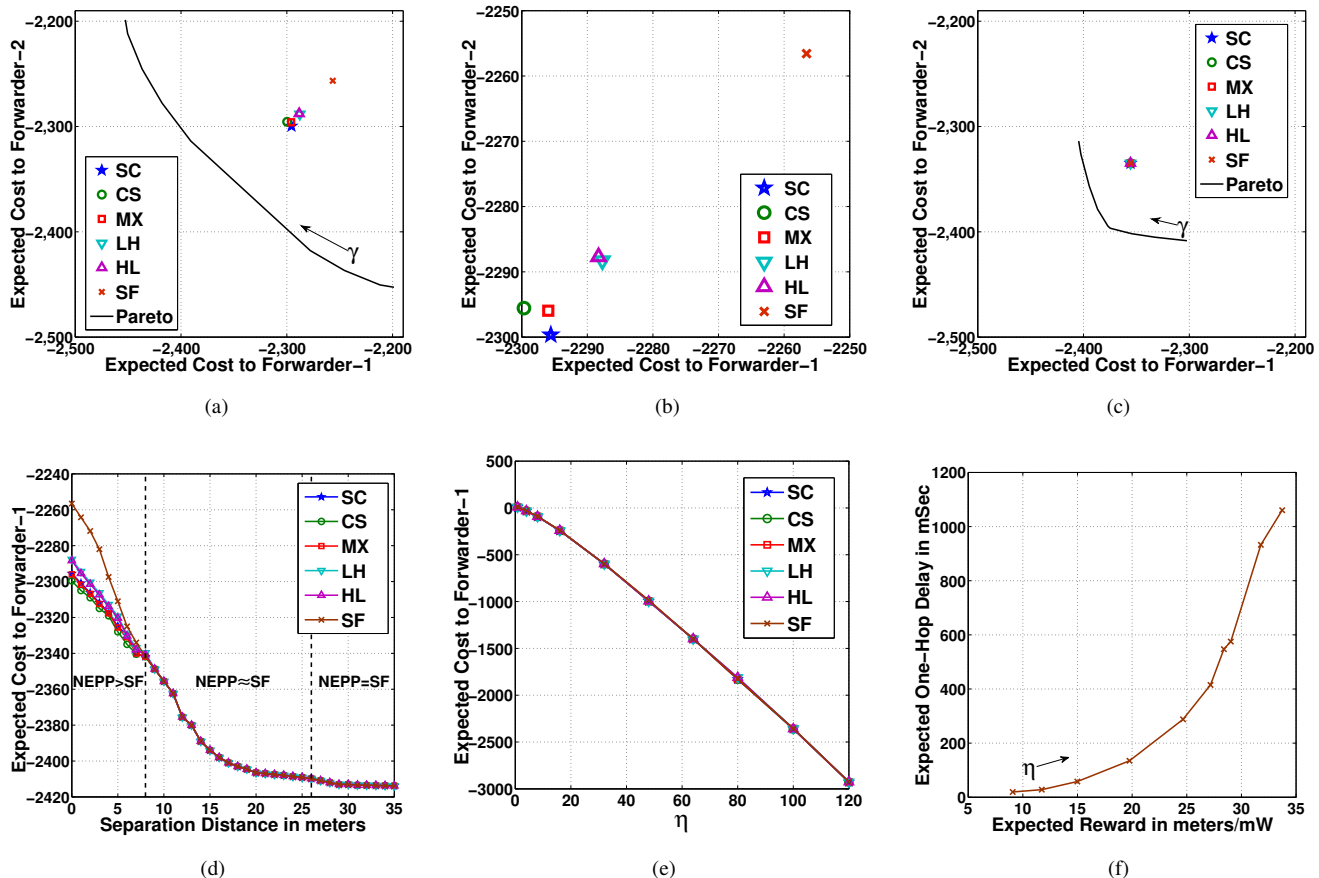 Expected Cost to Forwarder−2
−2,200
−2,300
−2,400
−2,500
SC
CS
MX
LH
HL
SF
Pareto
γ
−2,500
−2,400
−2,300
−2,200
Expected Cost to Forwarder−1
(a)
Expected Cost to Forwarder−2
−2250
−2260
−2270
−2280
−2290
−2300
SC
CS
MX
LH
HL
SF
−2300
−2290
−2280
−2270
−2260
−2250
Expected Cost to Forwarder−1
(b)
Expected Cost to Forwarder−2
−2,200
−2,300
−2,400
−2,500
SC
CS
MX
LH
HL
SF
Pareto
γ
−2,500
−2,400
−2,300
−2,200
Expected Cost to Forwarder−1
(c)
Expected Cost to Forwarder−1
−2240
−2260
−2280
−2300
−2320
−2340
−2360
−2380
−2400
−2420
SC
CS
MX
LH
HL
SF
NEPP>SF
NEPP≈SF
NEPP=SF
0
5
10
15
20
25
30
35
Separation Distance in meters
(d)
Expected Cost to Forwarder−1
500
0
−500
−1000
−1500
−2000
−2500
−3000
SC
CS
MX
LH
HL
SF
0
20
40
60
80
100
120
η
(e)
Expected One−Hop Delay in mSec
1200
1000
800
600
400
200
0
η
5
10
15
20
25
30
35
Expected Reward in meters/mW
(f)